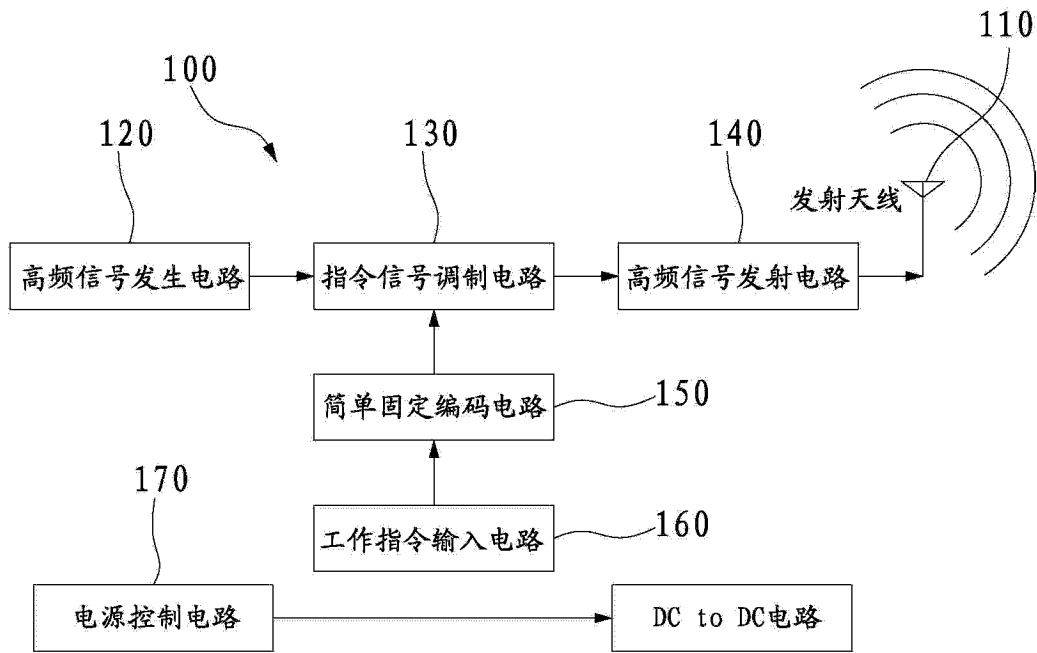 110
100
120
130
140
发射天线
高频信号发生电路
指令信号调制电路
高频信号发射电路
简单固定编码电路
150
170
工作指令输入电路
160
电源控制电路
DC to DC电路